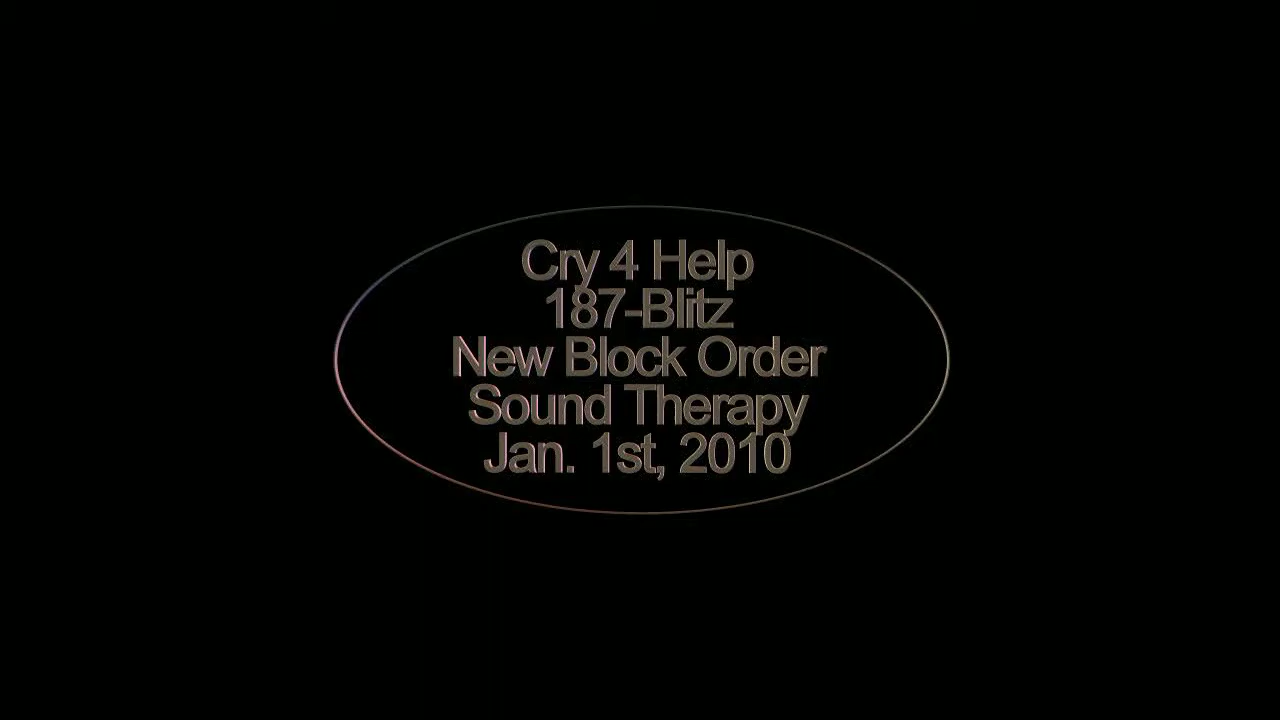 Cry 4 Help
187-Blitz
New Block Order
Sound Therapy
Jan. 1st, 2010